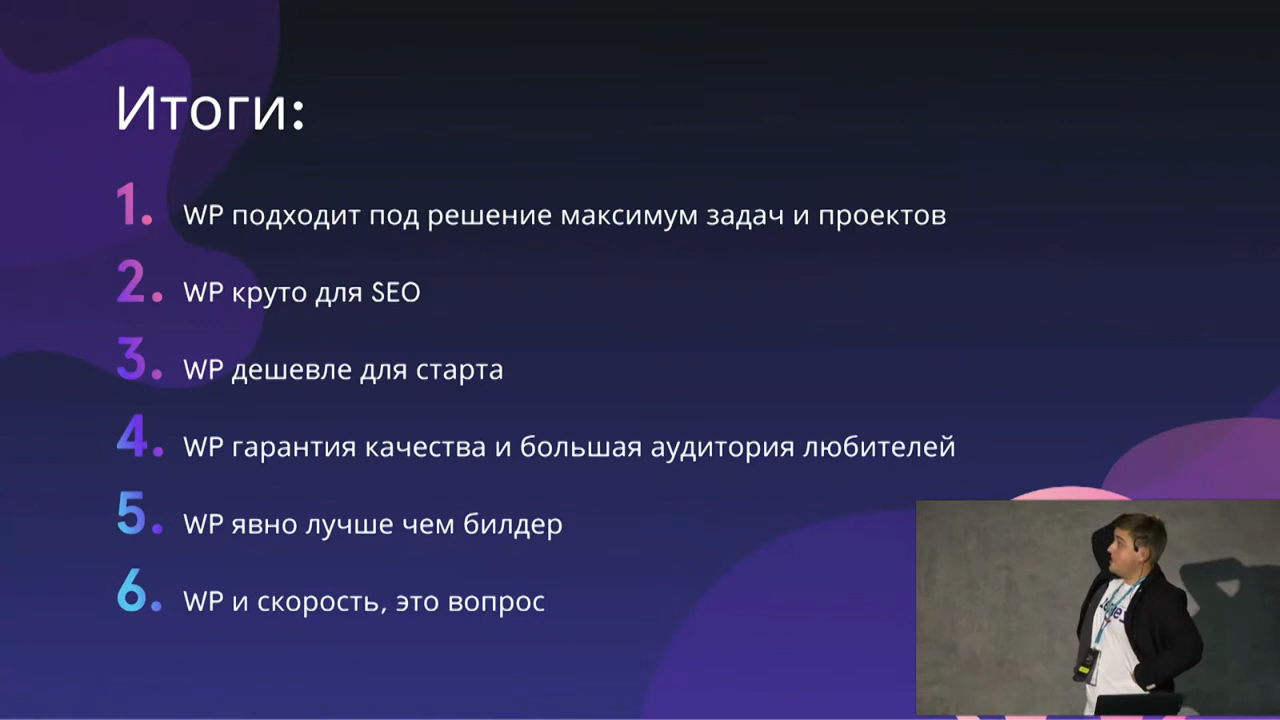 Итоги:
1. WP подходит под решение максимум задач и проектов
2. WP круто для SEO
3. WP дешевле для старта
4. WP гарантия качества и большая аудитория любителей
5. WP явно лучше чем билдер
6. WP и скорость, это вопрос